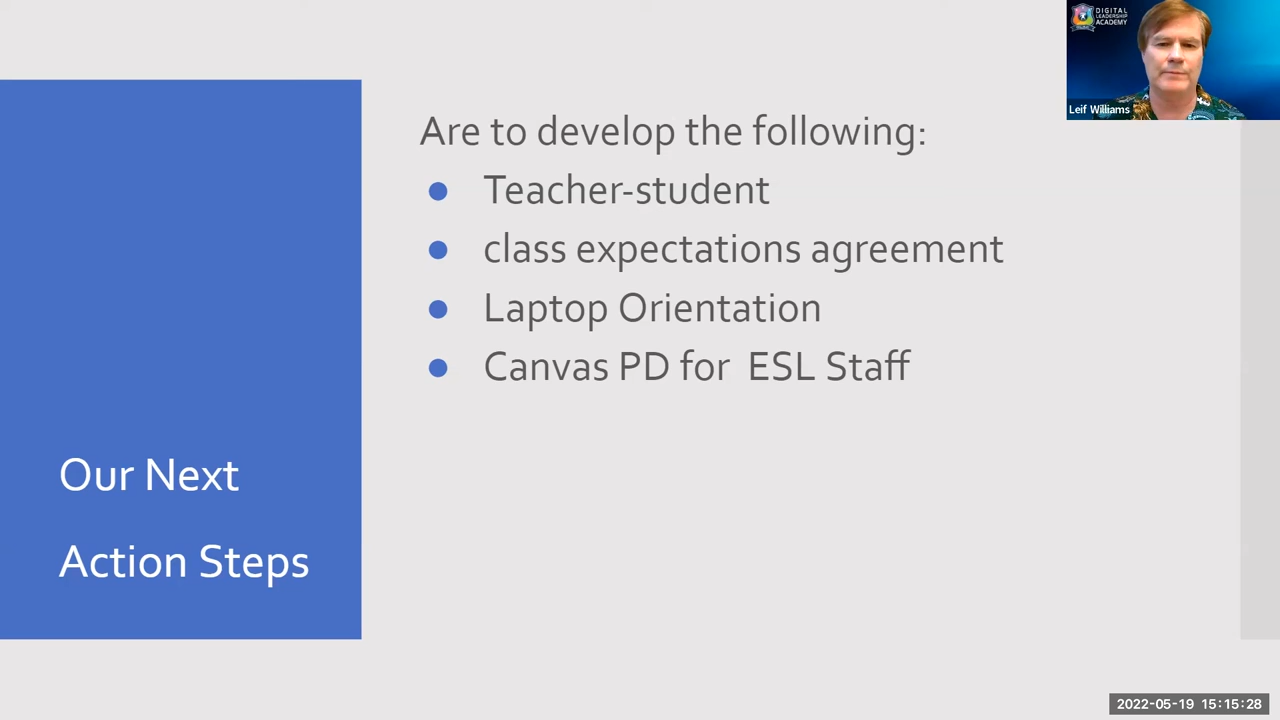 DIGITAL
LEADERSHIP
ACADEMY
Leif Williams
Are to develop the following:
● Teacher-student
● class expectations agreement
● Laptop Orientation
● Canvas PD for  ESL Staff
Our Next
Action Steps
2022-05-19 15:15:28